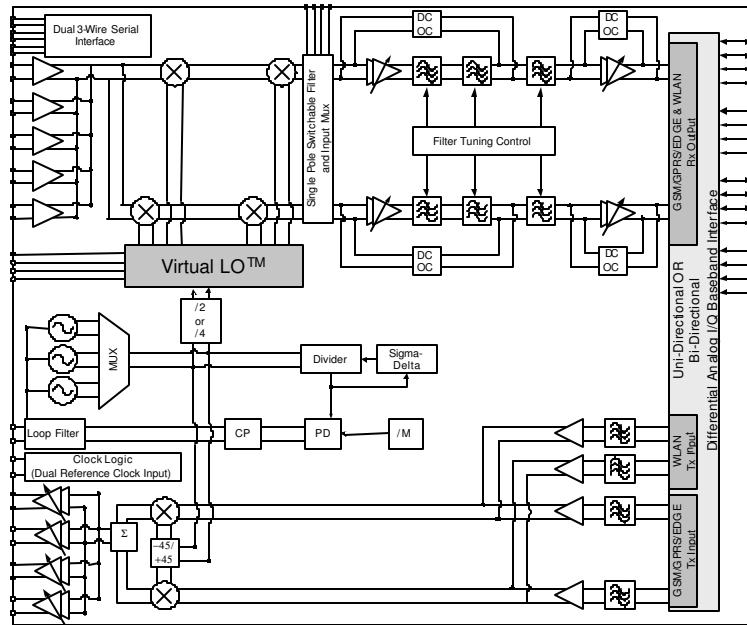 Dual 3-Wire Serial
Interface
Single Pole Switchable Filter
and Input Mux
DC
OC
DC
OC
Filter Tuning Control
DC
OC
DC
OC
GSM/GPRS/EDGE & WLAN
Rx OutPut
Virtual LO™
/2
or
/4
MUX
Divider
Sigma-
Delta
Loop Filter
CP
PD
/M
Clock Logic
(Dual Reference Clock Input)
Σ
–45/
+45
Uni-Directional OR
Bi-Directional
Differential Analog I/Q Baseband Interface
WLAN
Tx Input
GSM/GPRS/EDGE
Tx Input